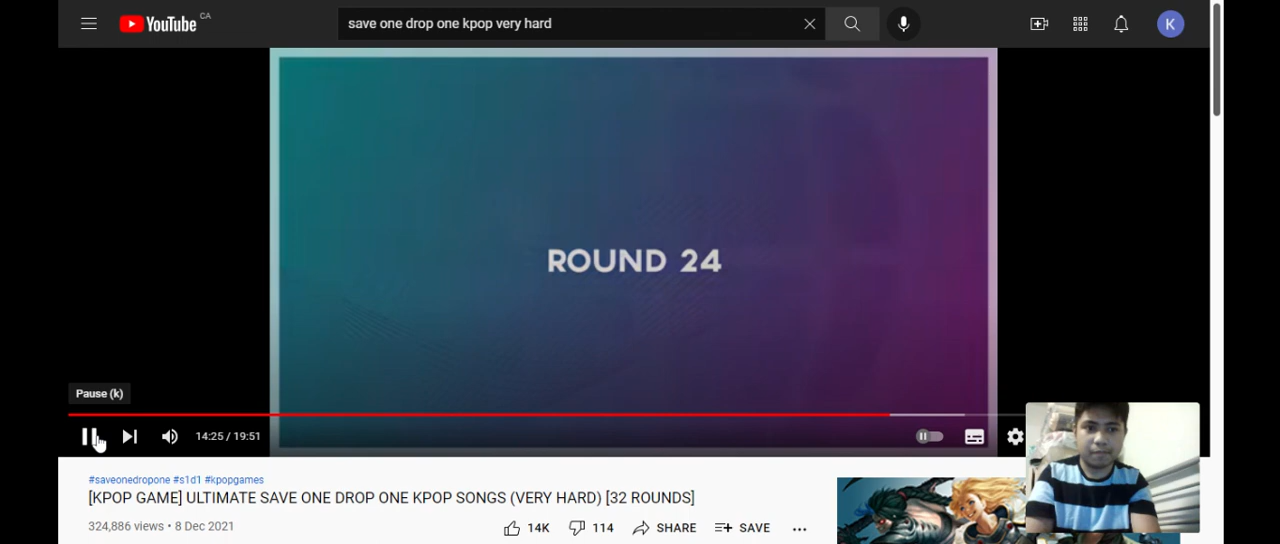 YouTube CA
save one drop one kpop very hard
K
ROUND 24
Pause (k)
14:25 / 19:51
#saveonedropone #s1d1 #kpopgames
[KPOP GAME] ULTIMATE SAVE ONE DROP ONE KPOP SONGS (VERY HARD) [32 ROUNDS]
324,886 views • 8 Dec 2021
14K
114
SHARE
SAVE